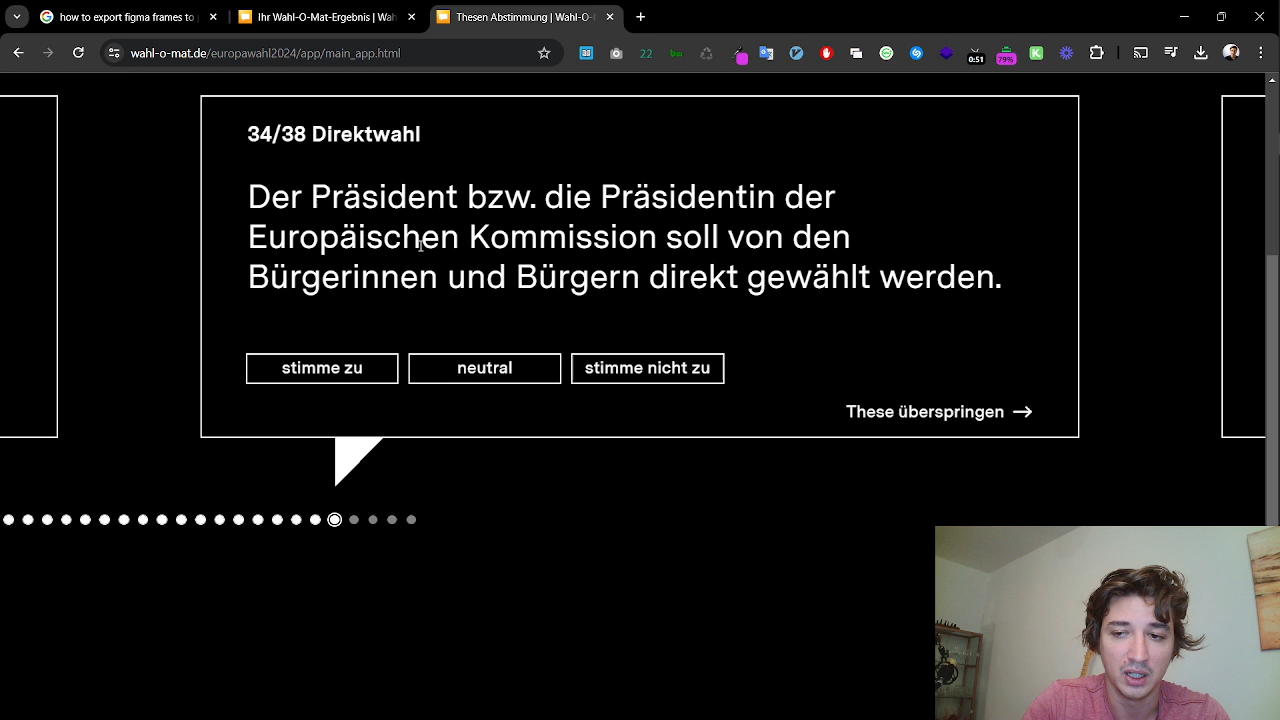 how to export figma frames to
Ihr Wahl-O-Mat-Ergebnis | Wah
Thesen Abstimmung | Wahl-O-
wahl-o-mat.de/europawahl2024/app/main_app.html
22
0:51
79%
K
34/38 Direktwahl
Der Präsident bzw. die Präsidentin der
Europäischen Kommission soll von den
Bürgerinnen und Bürgern direkt gewählt werden.
stimme zu
neutral
stimme nicht zu
These überspringen →